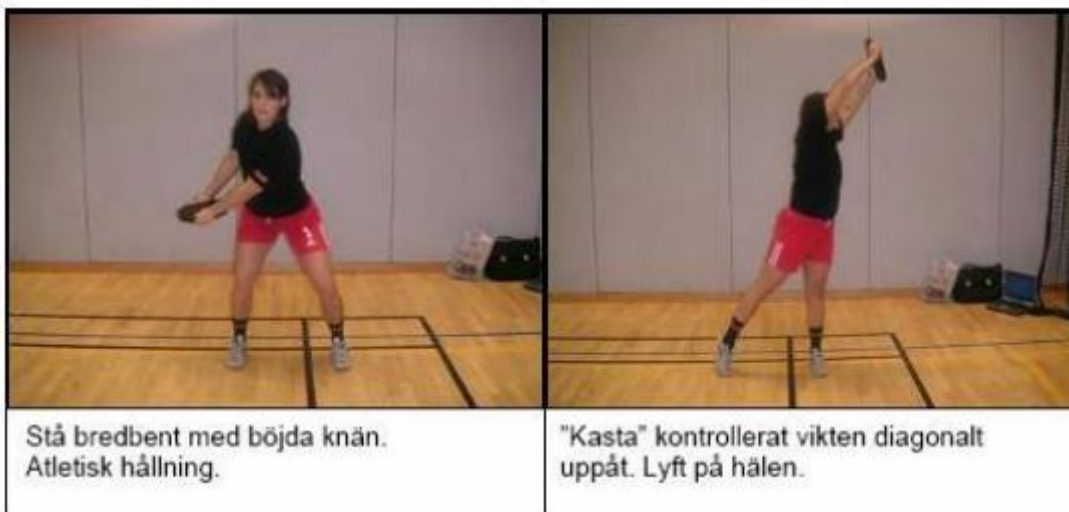 Stå bredbent med böjda knän.
Atletisk hållning.
"Kasta" kontrollerat vikten diagonalt
uppåt. Lyft på hälen.